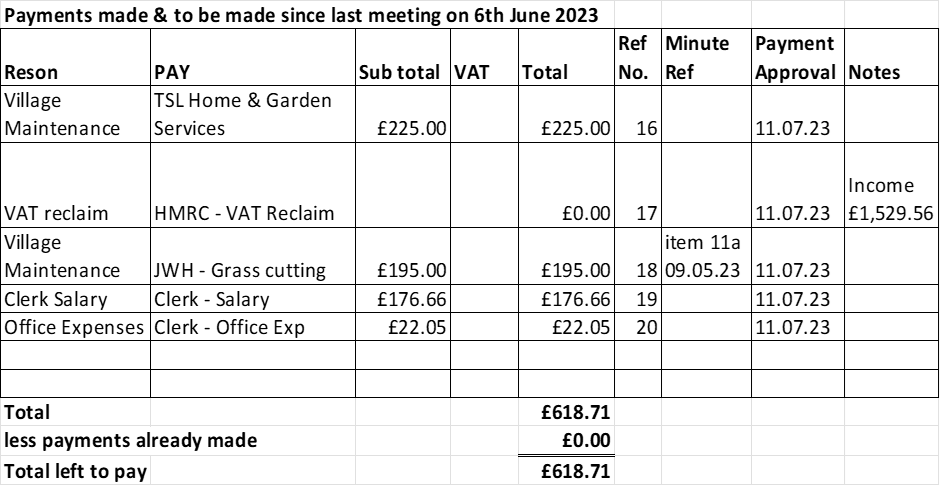 Payments made & to be made since last meeting on 6th June 2023
Reson PAY Sub total VAT Total Ref No. Minute Ref Payment Approval Notes
Village Maintenance TSL Home & Garden Services £225.00 £225.00 16 11.07.23
VAT reclaim HMRC - VAT Reclaim £0.00 17 11.07.23 Income £1,529.56
Village Maintenance JWH - Grass cutting £195.00 £195.00 18 item 11a 09.05.23 11.07.23
Clerk Salary Clerk - Salary £176.66 £176.66 19 11.07.23
Office Expenses Clerk - Office Exp £22.05 £22.05 20 11.07.23
Total £618.71
less payments already made £0.00
Total left to pay £618.71